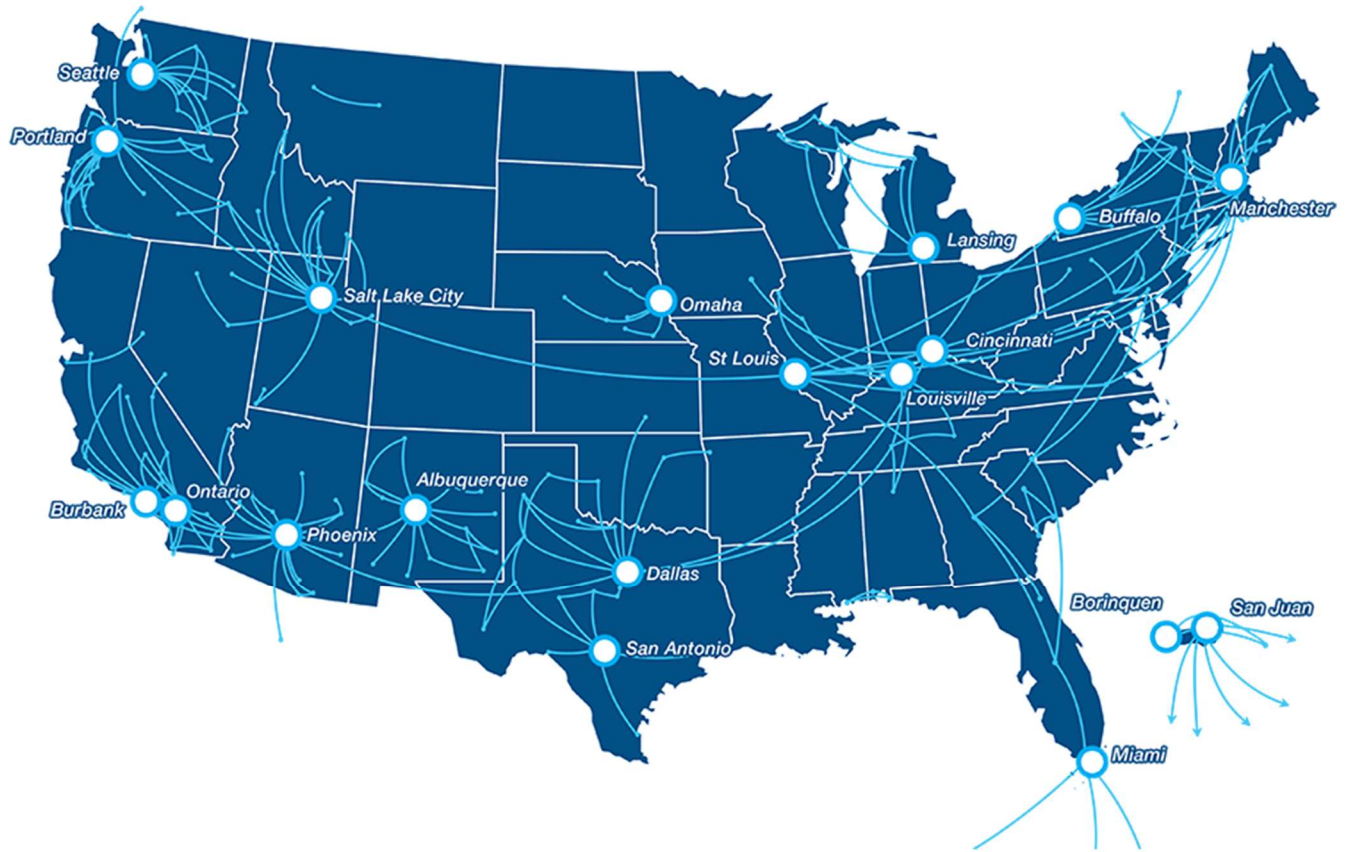 Seattle
Portland
Buffalo
Manchester
Lansing
Salt Lake City
Omaha
Cincinnati
St Louis
Louisville
Albuquerque
Ontario
Burbank
Phoenix
Dallas
Borinquen
San Juan
San Antonio
Miami